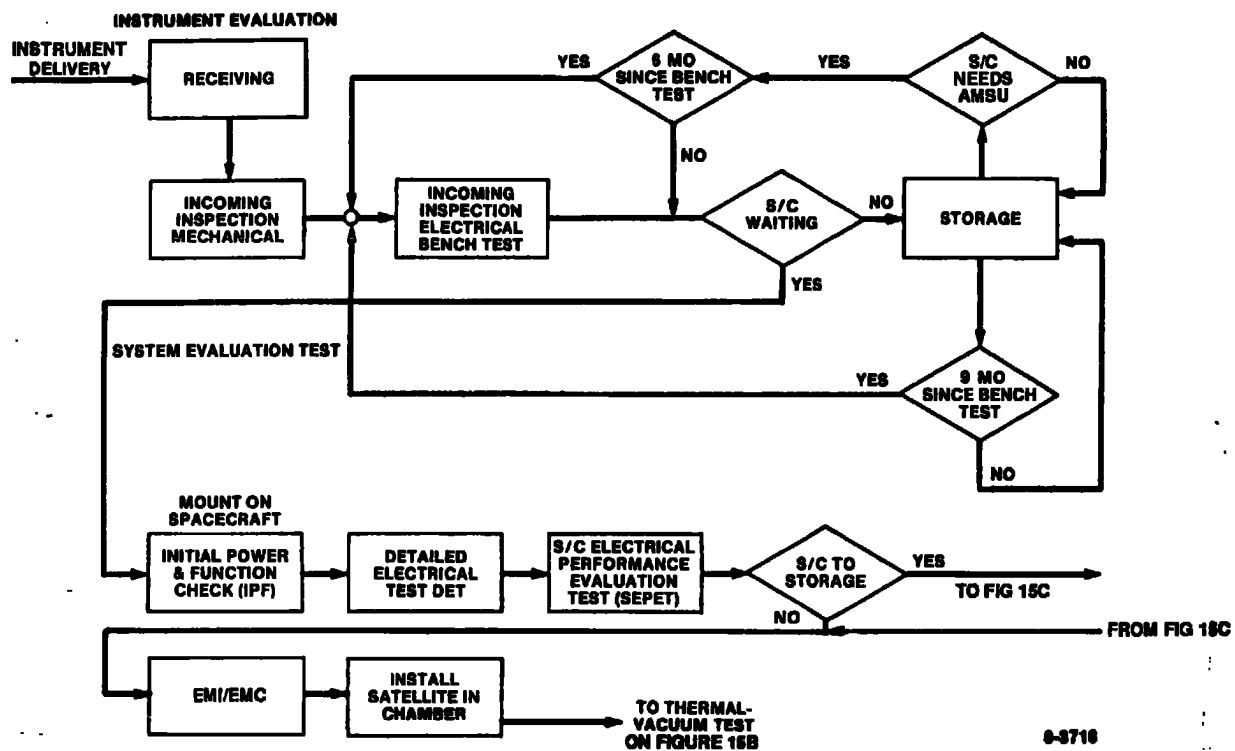 INSTRUMENT EVALUATION
INSTRUMENT
DELIVERY
RECEIVING
6 MO
SINCE BENCH
TEST
YES
NO
YES
S/C
NEEDS
AMSU
NO
INCOMING
INSPECTION
MECHANICAL
INCOMING
INSPECTION
ELECTRICAL
BENCH TEST
S/C
WAITING
NO
YES
STORAGE
SYSTEM EVALUATION TEST
YES
9 MO
SINCE BENCH
TEST
NO
MOUNT ON
SPACECRAFT
INITIAL POWER
& FUNCTION
CHECK (IPF)
DETAILED
ELECTRICAL
TEST DET
S/C ELECTRICAL
PERFORMANCE
EVALUATION
TEST (SEPET)
S/C TO
STORAGE
YES
TO FIG 15C
NO
FROM FIG 15C
EMI/EMC
INSTALL
SATELLITE IN
CHAMBER
TO THERMAL-
VACUUM TEST
ON FIGURE 15B